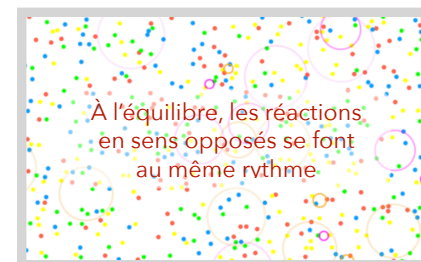 À l'équilibre, les réactions
en sens opposés se font
au même rythme